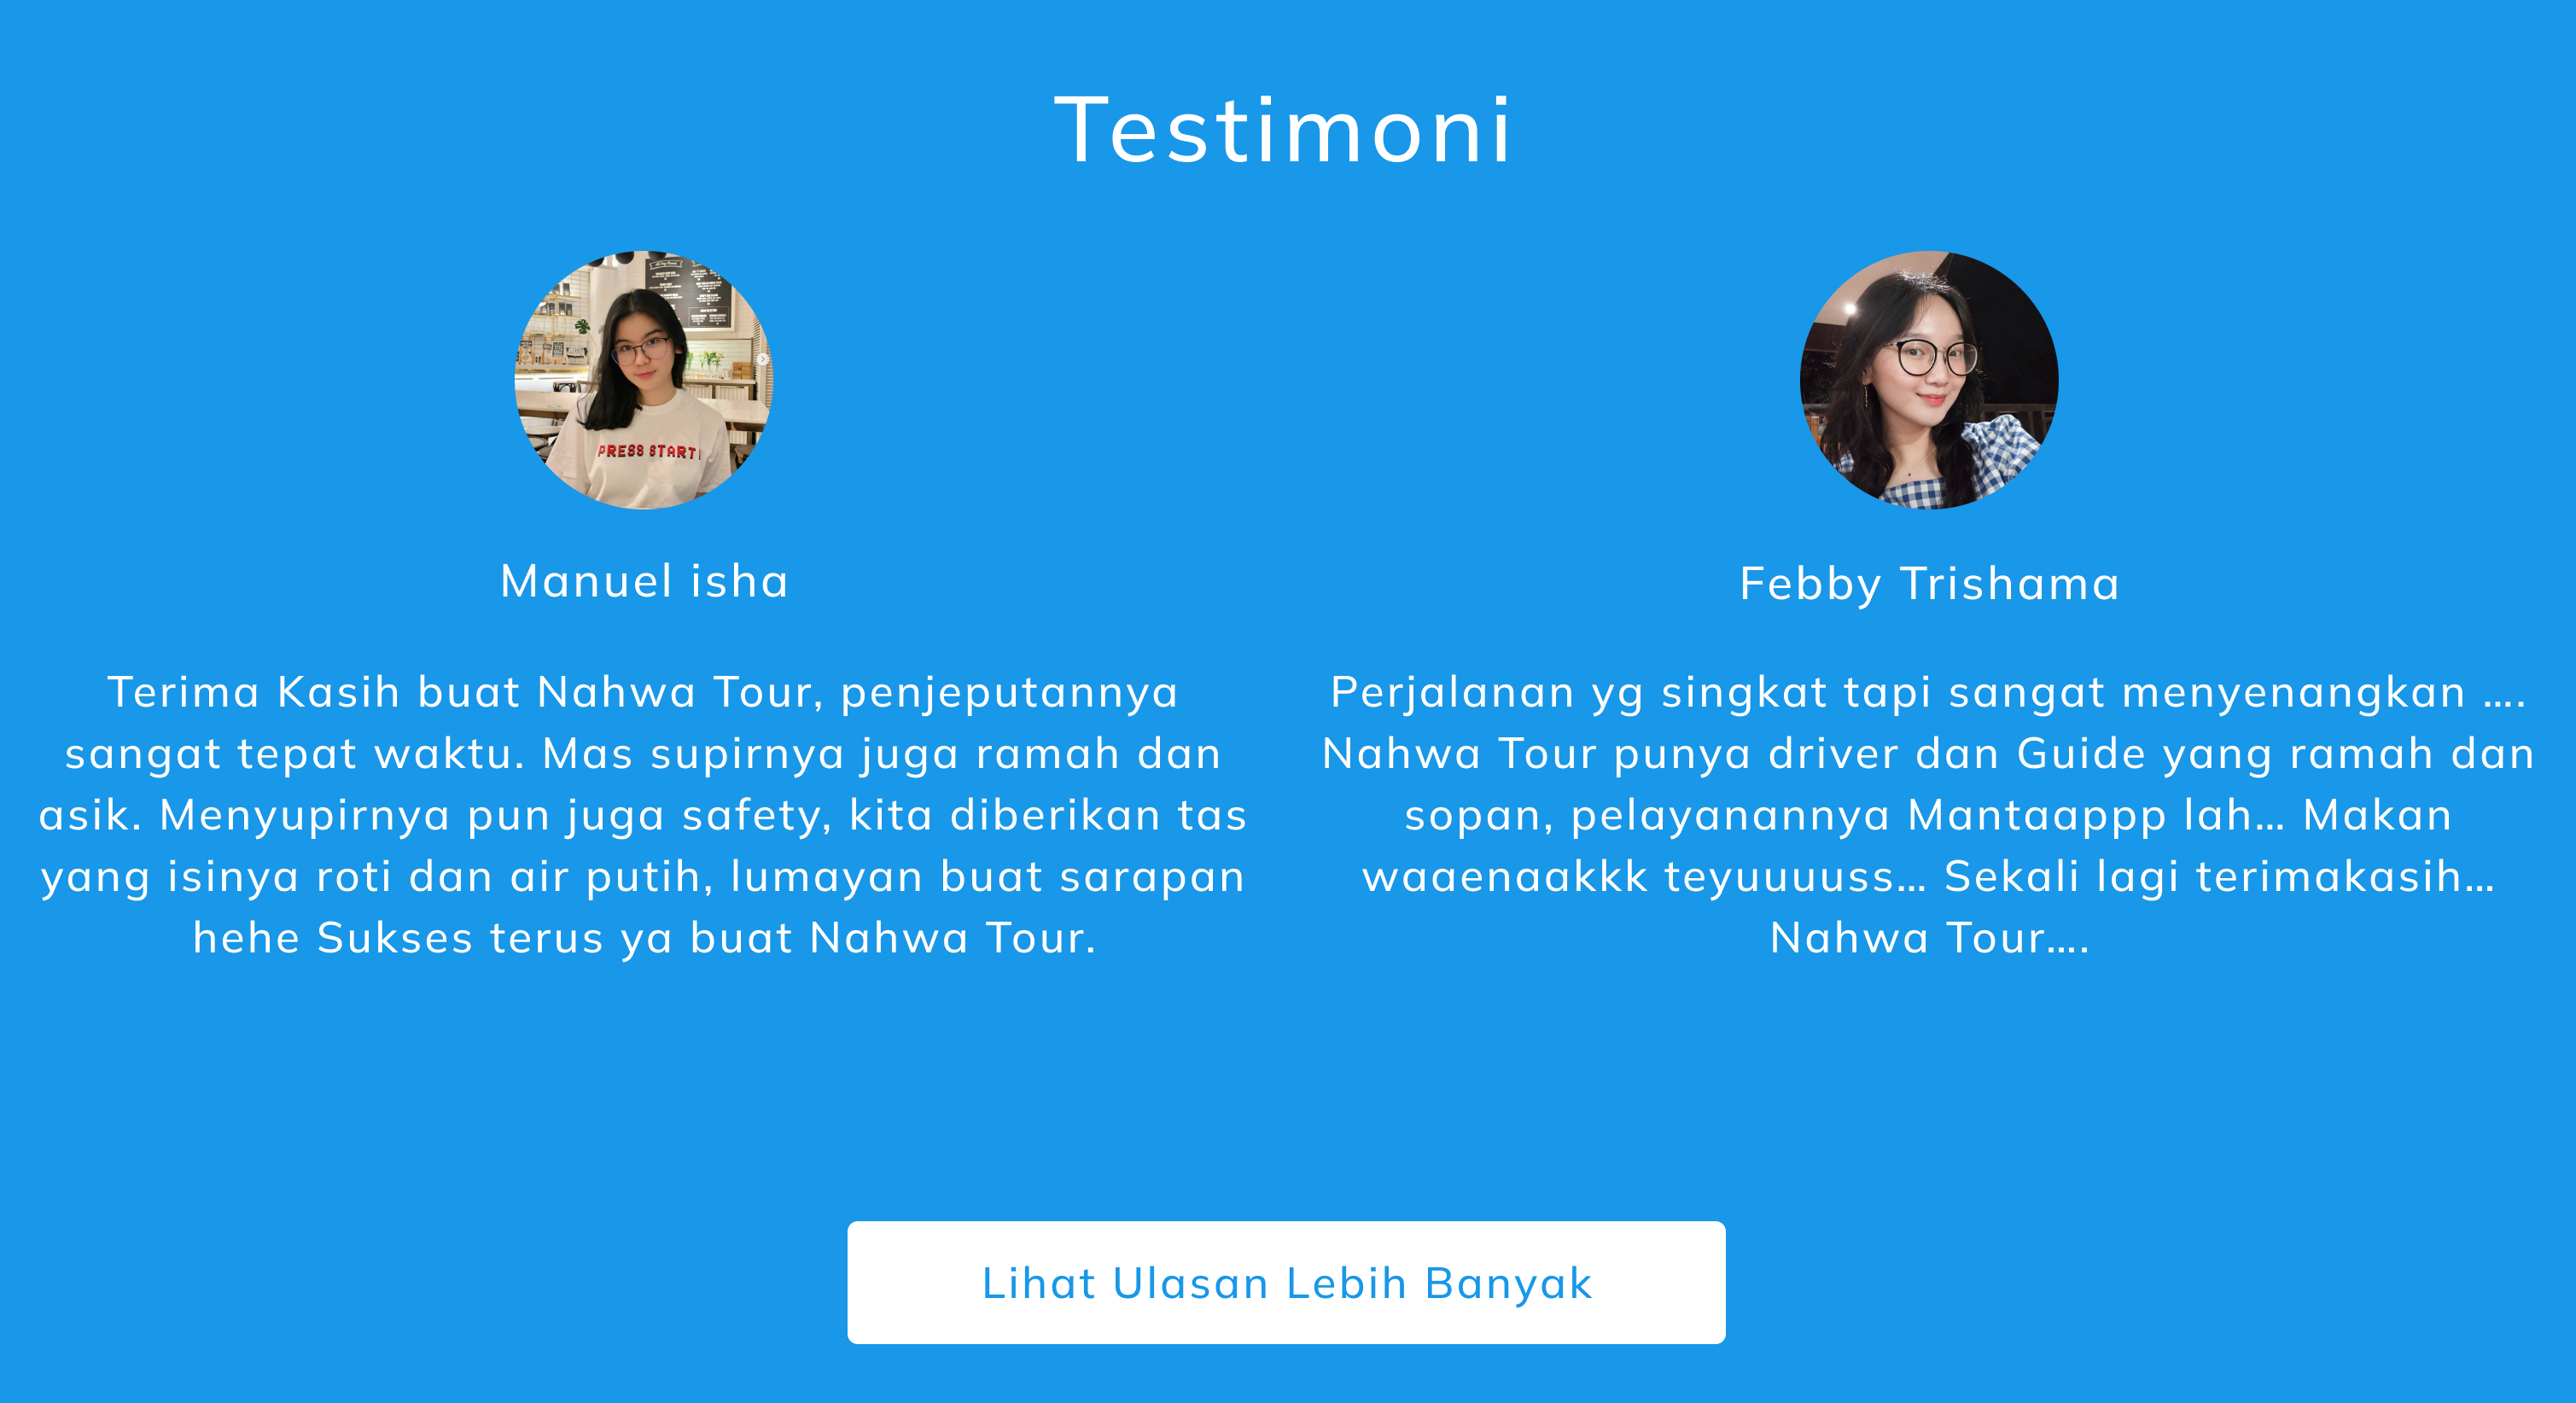 Testimoni
PRESS START!
Manuel isha
Terima Kasih buat Nahwa Tour, penjeputannya
sangat tepat waktu. Mas supirnya juga ramah dan
asik. Menyupirnya pun juga safety, kita diberikan tas
yang isinya roti dan air putih, lumayan buat sarapan
hehe Sukses terus ya buat Nahwa Tour.
Febby Trishama
Perjalanan yg singkat tapi sangat menyenangkan ....
Nahwa Tour punya driver dan Guide yang ramah dan
sopan, pelayanannya Mantaappp lah... Makan
waaenaakkk teyuuuuss... Sekali lagi terimakasih...
Nahwa Tour....
Lihat Ulasan Lebih Banyak